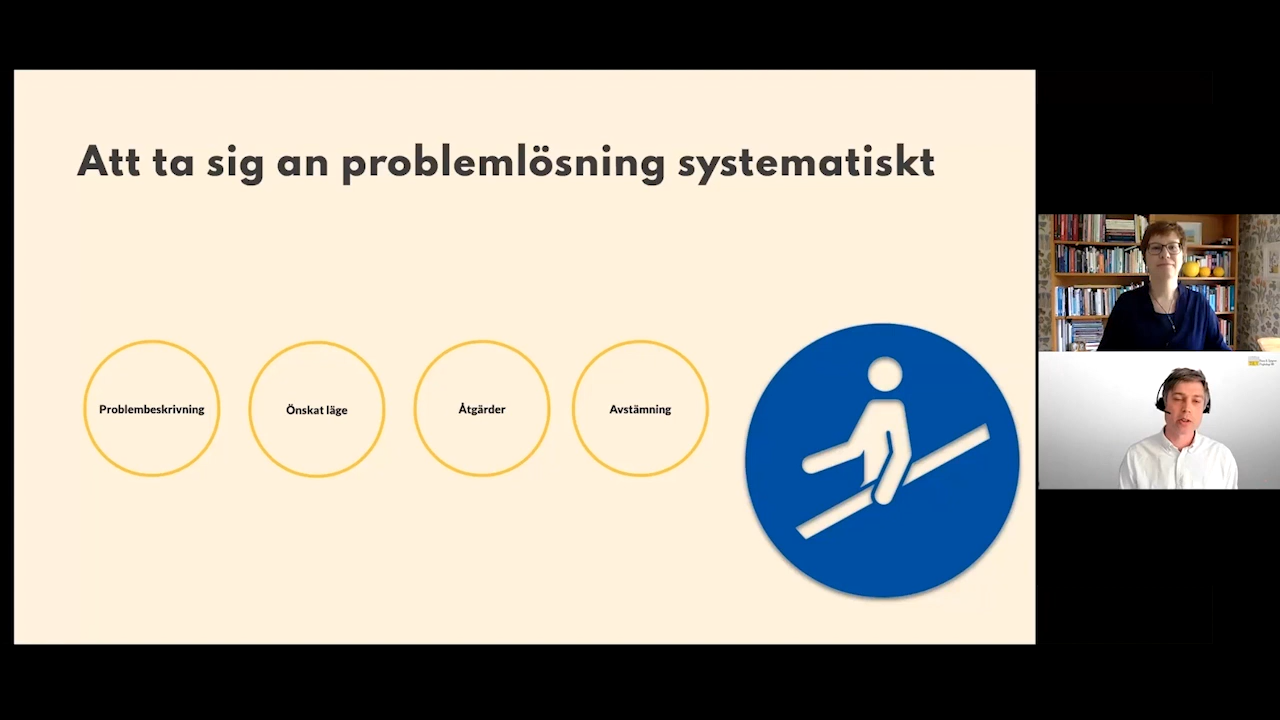 Att ta sig an problemlösning systematiskt
Problembeskrivning
Önskat läge
Åtgärder
Avstämning